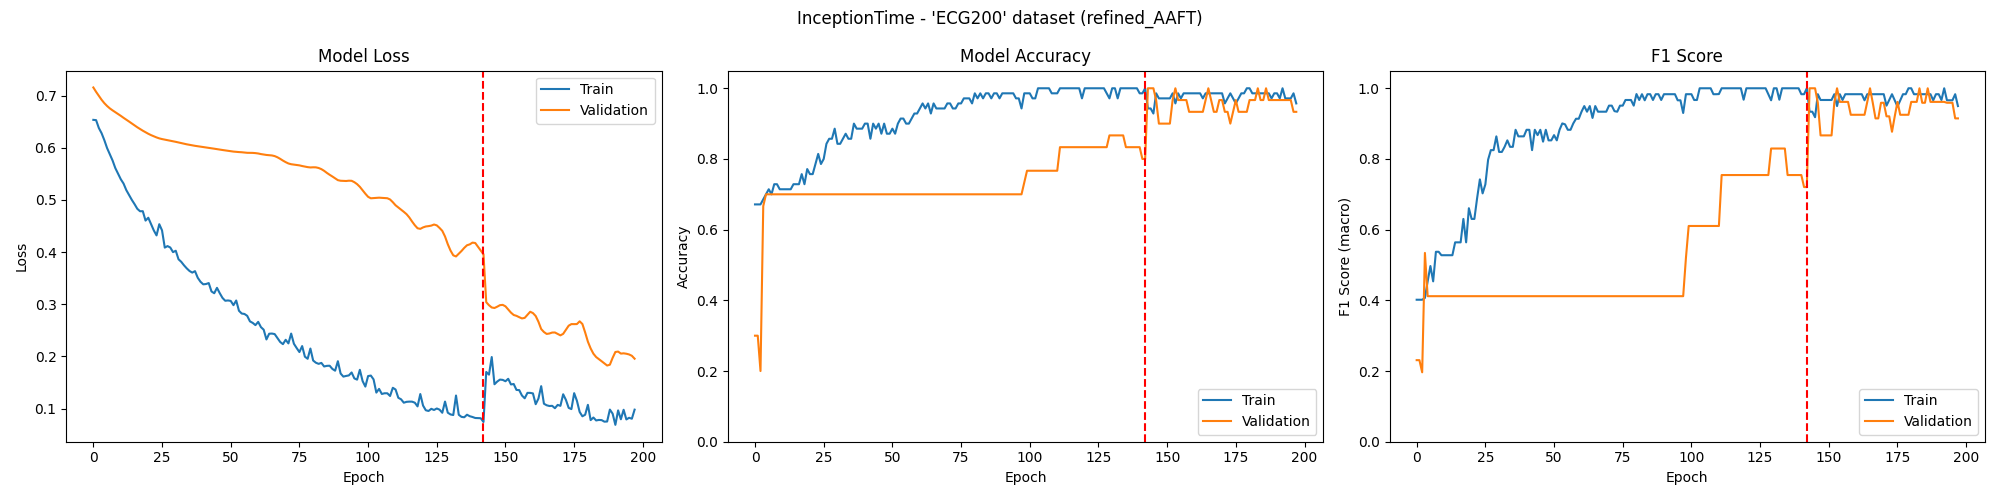 InceptionTime - 'ECG200' dataset (refined_AAFT)
Model Loss
Loss
0.7
0.6
0.5
0.4
0.3
0.2
0.1
Train
Validation
0 25 50 75 100 125 150 175 200
Epoch
Model Accuracy
Accuracy
1.0
0.8
0.6
0.4
0.2
0.0
Train
Validation
0 25 50 75 100 125 150 175 200
Epoch
F1 Score
F1 Score (macro)
1.0
0.8
0.6
0.4
0.2
0.0
Train
Validation
0 25 50 75 100 125 150 175 200
Epoch